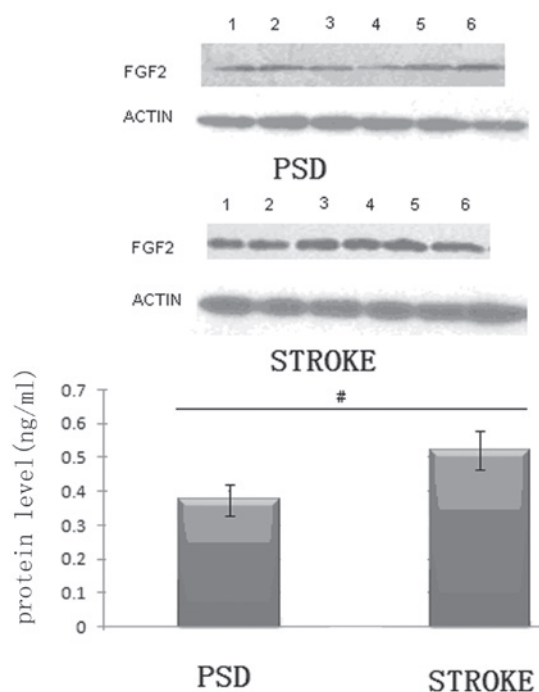 1 2 3 4 5 6
FGF2
ACTIN
PSD
1 2 3 4 5 6
FGF2
ACTIN
STROKE
protein level(ng/ml)
0.7
0.6
0.5
0.4
0.3
0.2
0.1
0
#
PSD STROKE